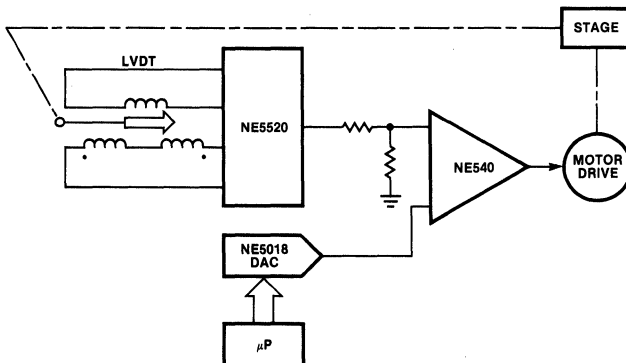 STAGE
LVDT
NE5520
NE540
MOTOR
DRIVE
NE5018
DAC
μP